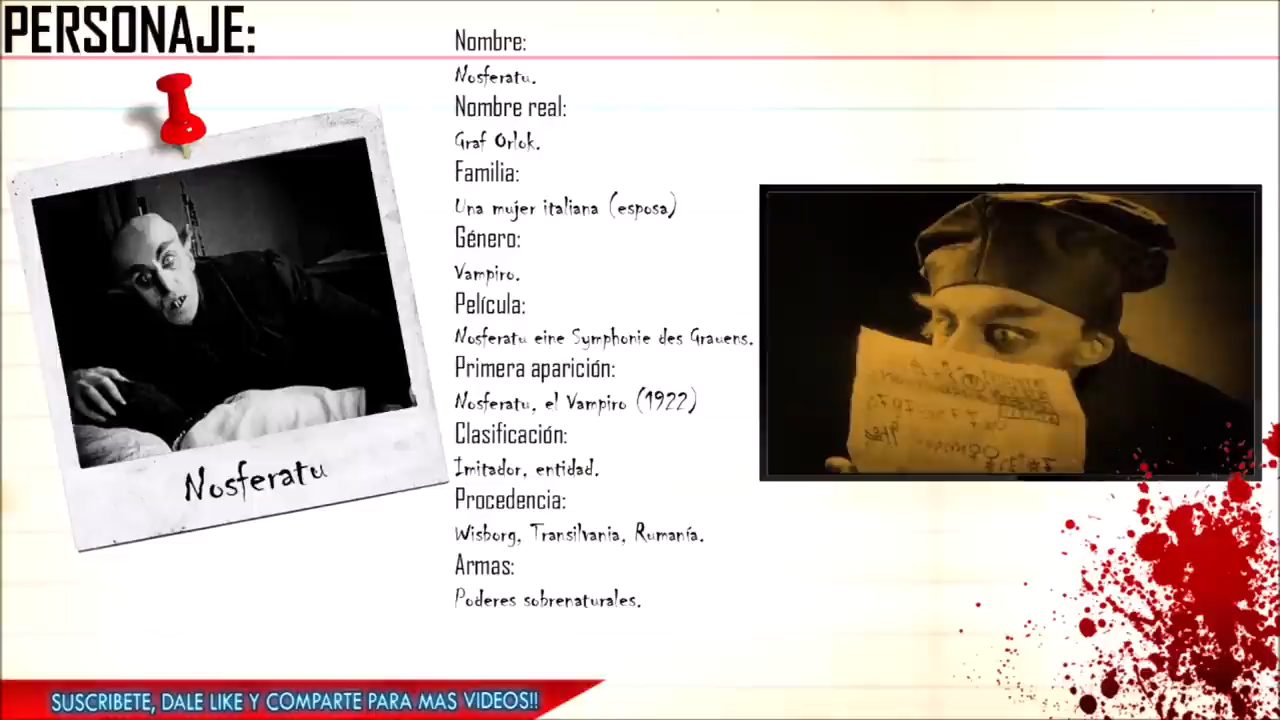 PERSONAJE:
Nosferatu
Nombre:
Nosferatu.
Nombre real:
Graf Orlok.
Familia:
Una mujer italiana (esposa)
Género:
Vampiro.
Película:
Nosferatu eine Symphonie des Grauens.
Primera aparición:
Nosferatu, el Vampiro (1922)
Clasificación:
Imitador, entidad.
Procedencia:
Wisborg, Transilvania, Rumanía.
Armas:
Poderes sobrenaturales.
SUSCRIBETE, DALE LIKE Y COMPARTE PARA MAS VIDEOS!!